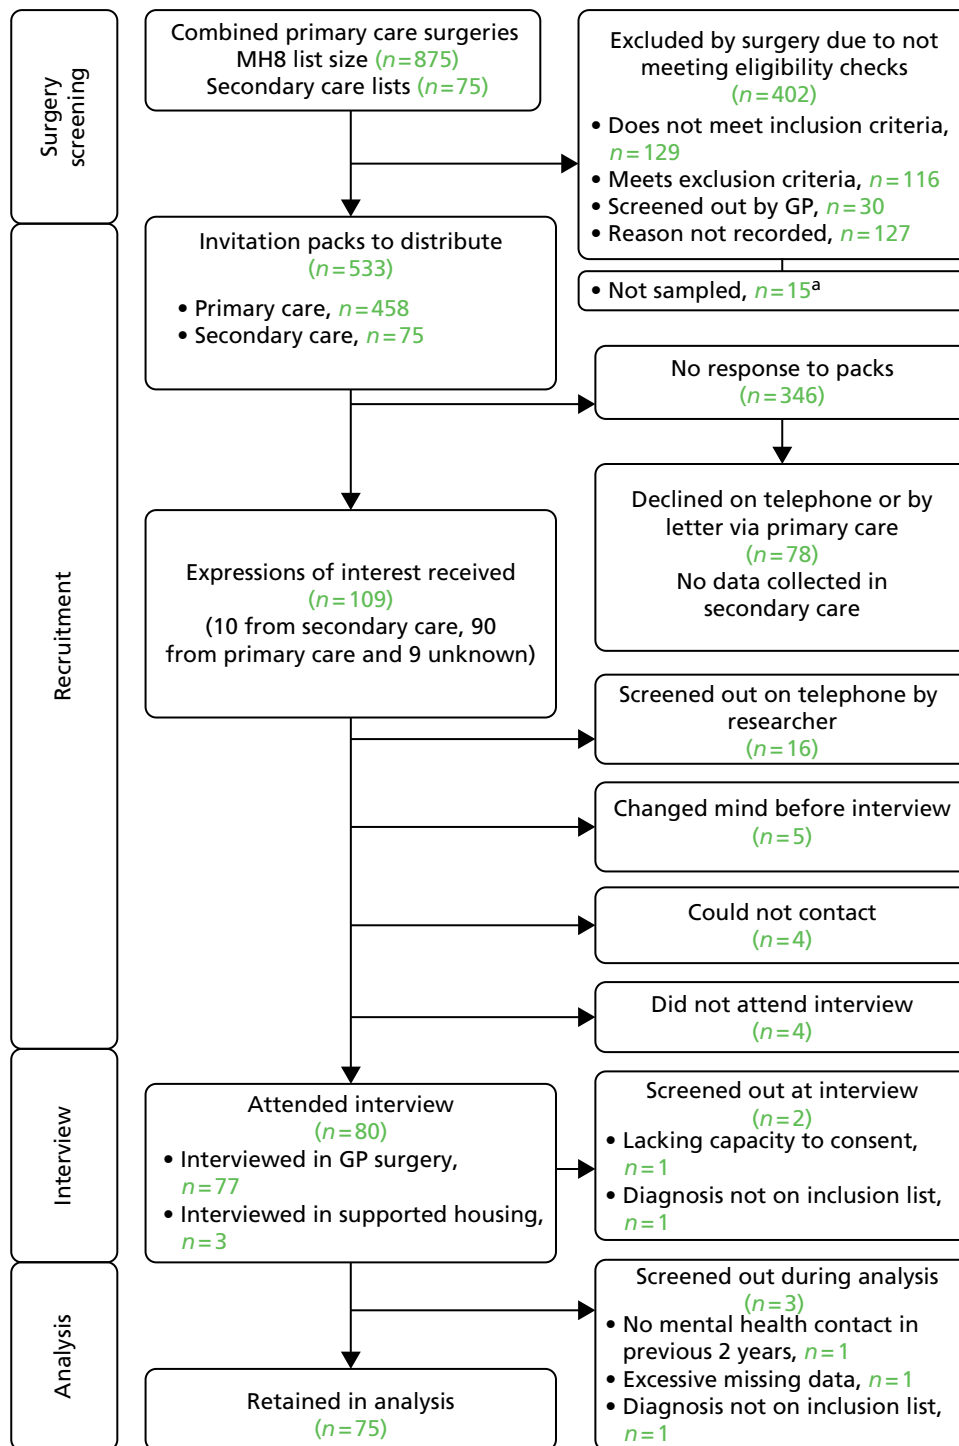 Surgery
screening
Combined primary care surgeries
MH8 list size (n=875)
Secondary care lists (n=75)
Excluded by surgery due to not
meeting eligibility checks
(n=402)
• Does not meet inclusion criteria,
n=129
• Meets exclusion criteria, n=116
• Screened out by GP, n=30
• Reason not recorded, n=127
• Not sampled, n=15a
Recruitment
Invitation packs to distribute
(n=533)
• Primary care, n=458
• Secondary care, n=75
No response to packs
(n=346)
Declined on telephone or by
letter via primary care
(n=78)
No data collected in
secondary care
Expressions of interest received
(n=109)
(10 from secondary care, 90
from primary care and 9 unknown)
Screened out on telephone by
researcher
(n=16)
Changed mind before interview
(n=5)
Could not contact
(n=4)
Did not attend interview
(n=4)
Interview
Attended interview
(n=80)
• Interviewed in GP surgery,
n=77
• Interviewed in supported housing,
n=3
Screened out at interview
(n=2)
• Lacking capacity to consent,
n=1
• Diagnosis not on inclusion list,
n=1
Analysis
Screened out during analysis
(n=3)
• No mental health contact in
previous 2 years, n=1
• Excessive missing data, n=1
• Diagnosis not on inclusion list,
n=1
Retained in analysis
(n=75)